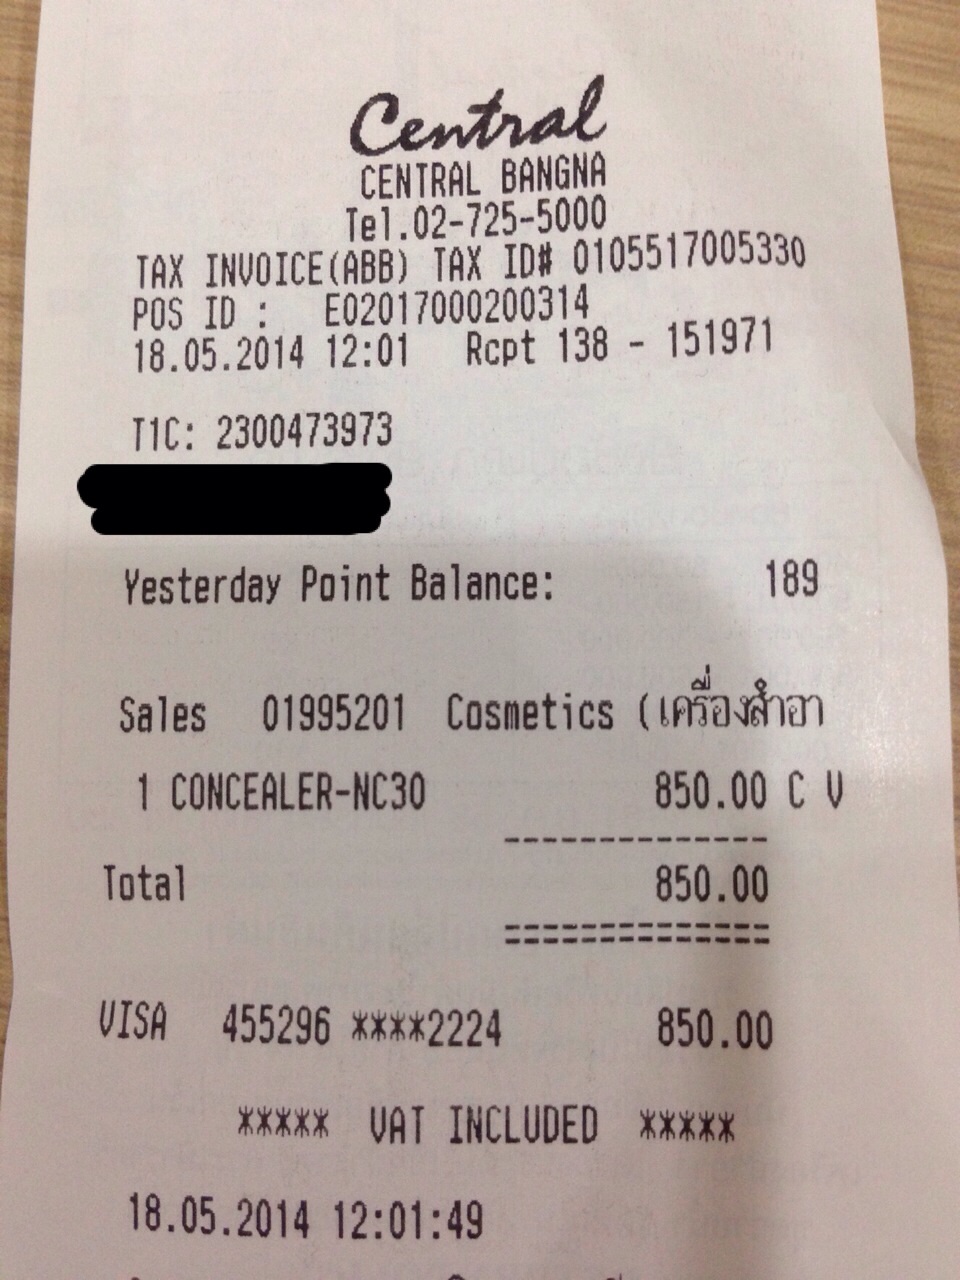 Central
CENTRAL BANGNA
Tel.02-725-5000
TAX INVOICE(ABB) TAX ID# 0105517005330
POS ID : E02017000200314
18.05.2014 12:01 Rcpt 138 - 151971
T1C: 2300473973
Yesterday Point Balance: 189
Sales 01995201 Cosmetics (เครื่องสำอา
1 CONCEALER-NC30 850.00 C V
--------------
Total 850.00
==============
VISA 455296 ****2224 850.00
***** VAT INCLUDED *****
18.05.2014 12:01:49